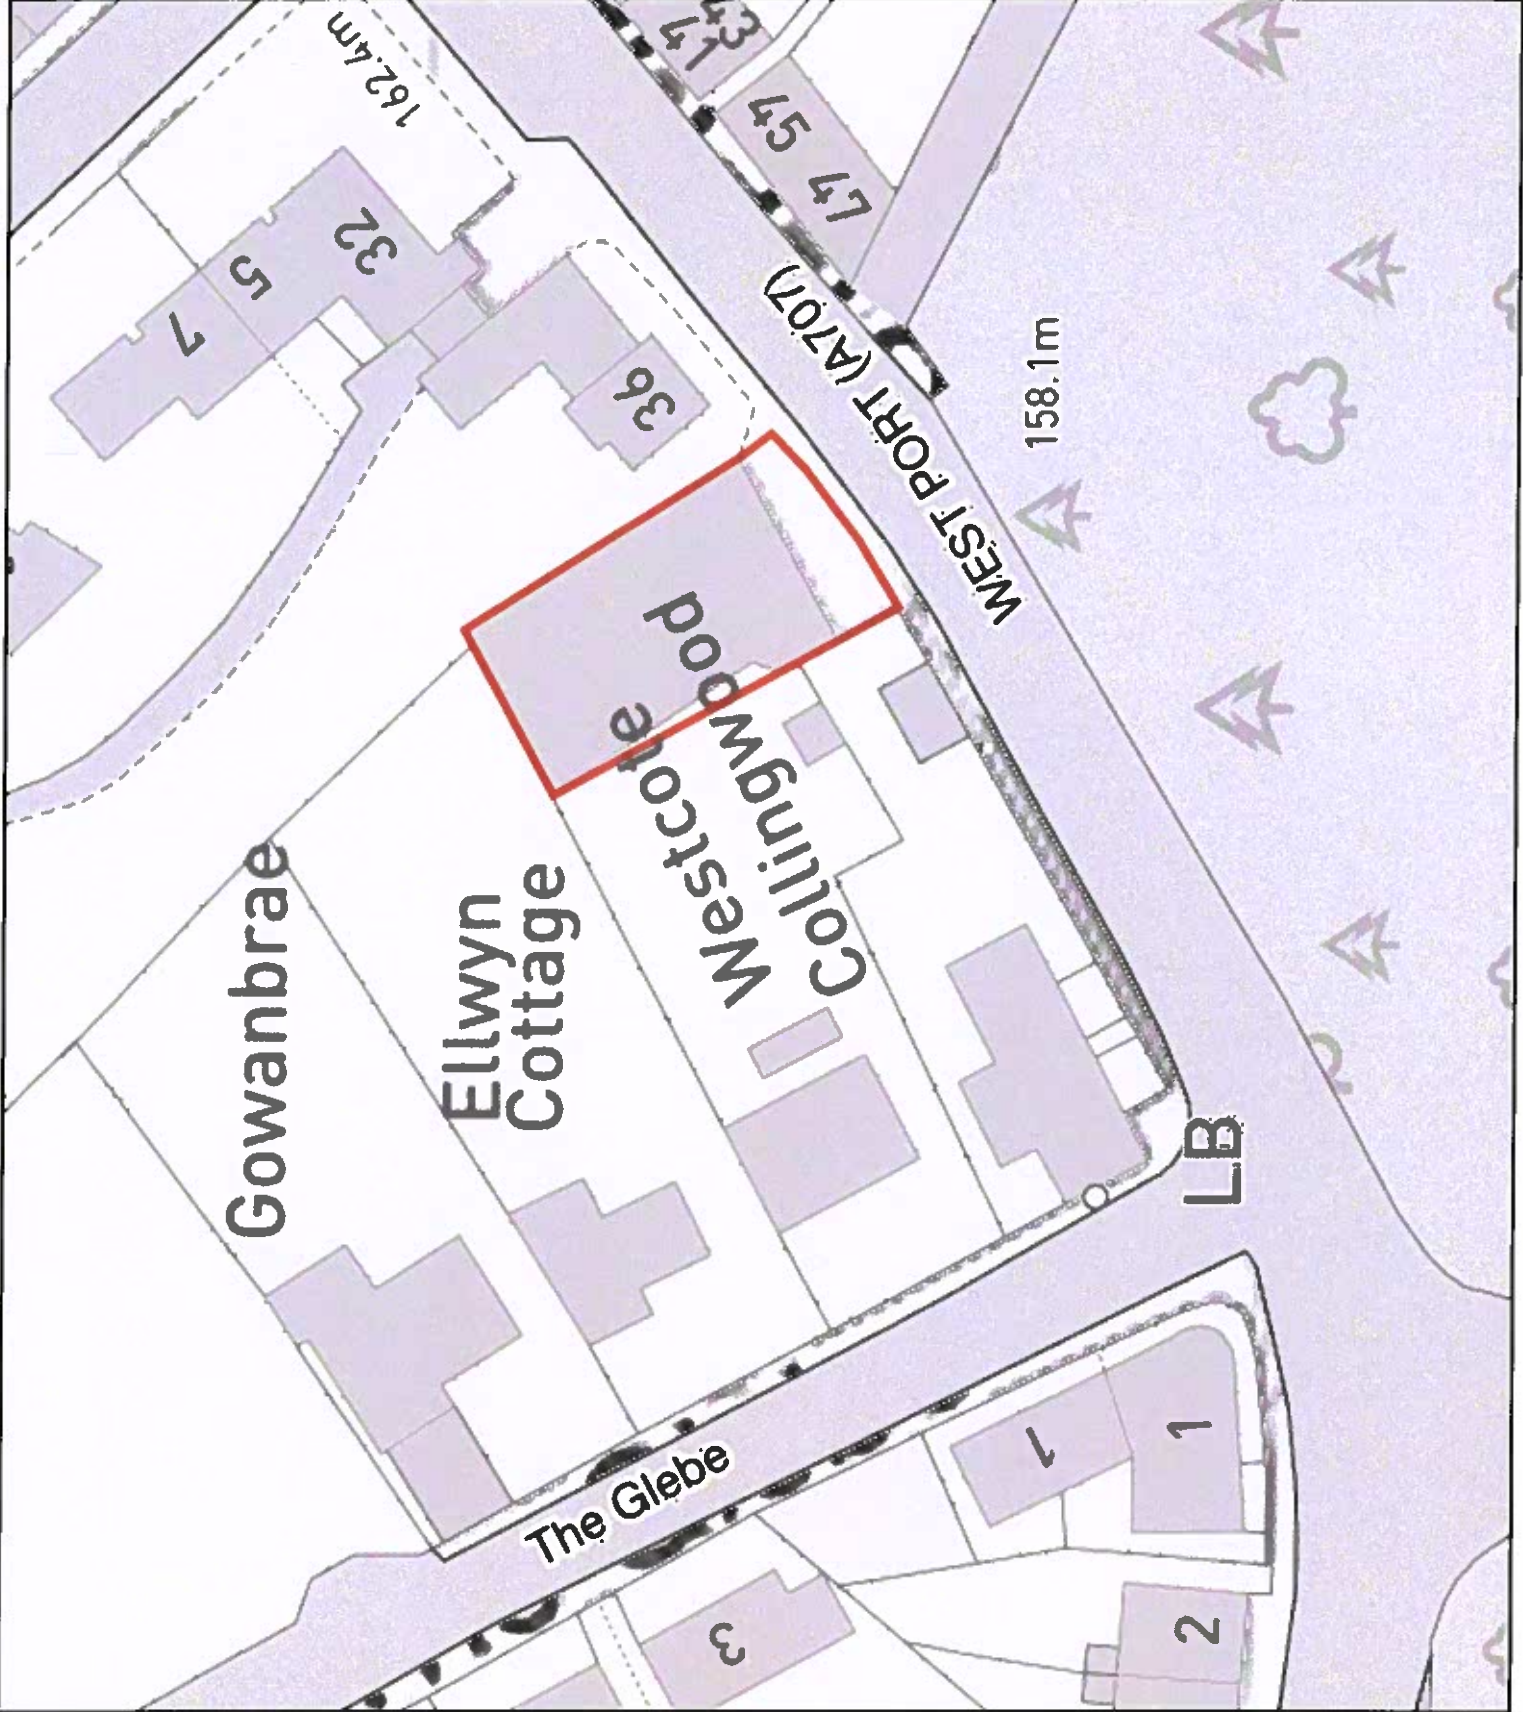 162.4m
43
41
45
47
32
5
7
36
WEST PORT (A707)
158.1m
Westcote
Collingwood
Gowanbrae
Ellwyn
Cottage
LB
The Glebe
1
1
2
3